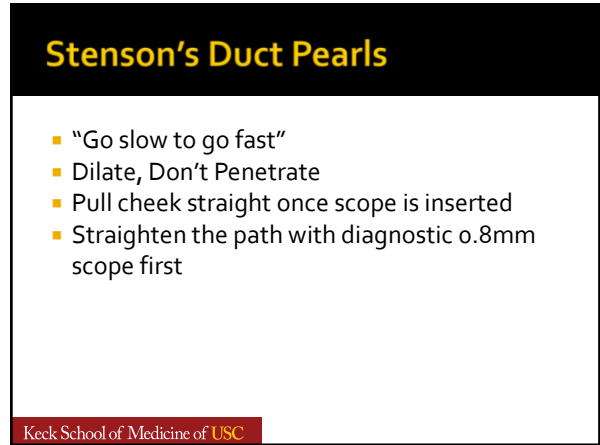 Stenson’s Duct Pearls
“Go slow to go fast”
Dilate, Don’t Penetrate
Pull cheek straight once scope is inserted
Straighten the path with diagnostic 0.8mm
scope first
Keck School of Medicine of USC